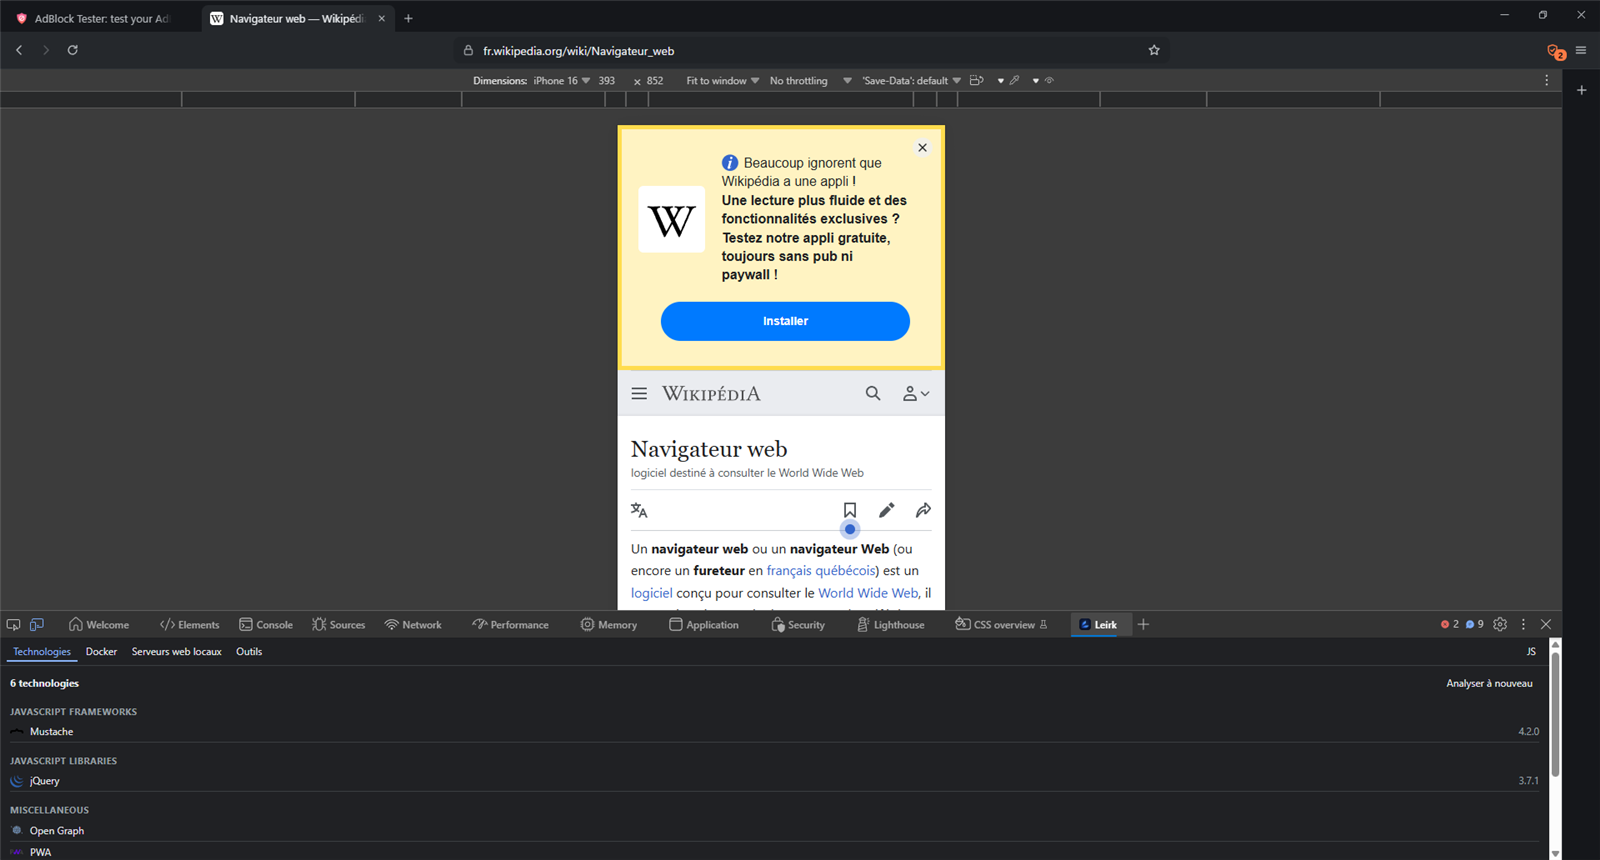 AdBlock Tester: test your Ad
Navigateur web — Wikipédi
fr.wikipedia.org/wiki/Navigateur_web
2
Dimensions: iPhone 16 393 x 852 Fit to window No throttling 'Save-Data': default
Beaucoup ignorent que
Wikipédia a une appli !
Une lecture plus fluide et des
fonctionnalités exclusives ?
Testez notre appli gratuite,
toujours sans pub ni
paywall !
W
Installer
WIKIPÉDIA
Navigateur web
logiciel destiné à consulter le World Wide Web
Un navigateur web ou un navigateur Web (ou
encore un fureteur en français québécois) est un
logiciel conçu pour consulter le World Wide Web, il
Welcome Elements Console Sources Network Performance Memory Application Security Lighthouse CSS overview Leirk 2 9
Technologies Docker Serveurs web locaux Outils JS
6 technologies Analyser à nouveau
JAVASCRIPT FRAMEWORKS
Mustache 4.2.0
JAVASCRIPT LIBRARIES
jQuery 3.7.1
MISCELLANEOUS
Open Graph
PWA